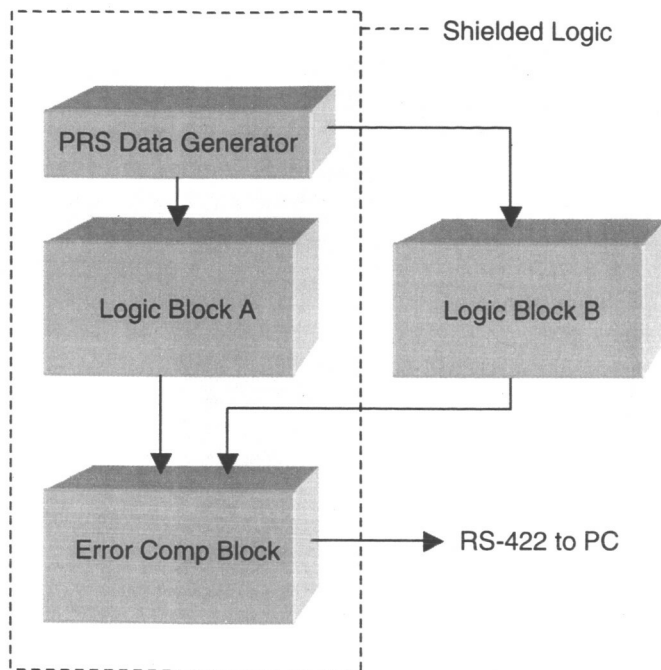 Shielded Logic
PRS Data Generator
Logic Block A
Logic Block B
Error Comp Block
RS-422 to PC